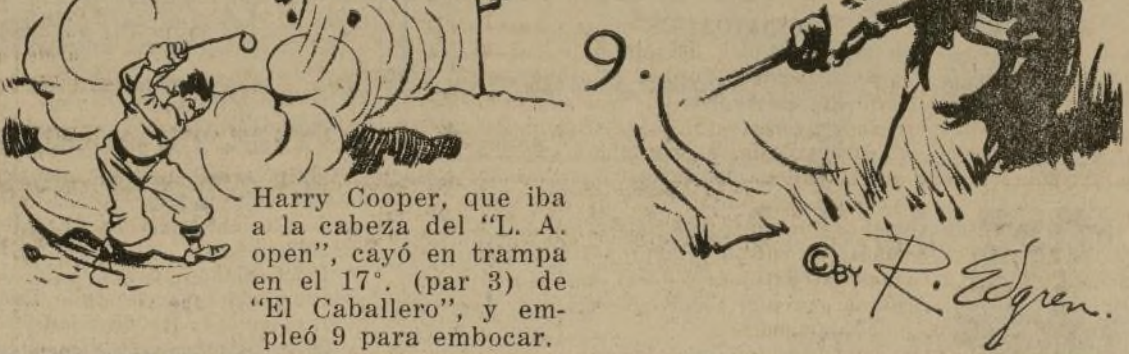 9.
Harry Cooper, que iba
a la cabeza del "L. A.
open", cayó en trampa
en el 17°. (par 3) de
"El Caballero", y em-
pleó 9 para embocar.
© BY R. Edgren.